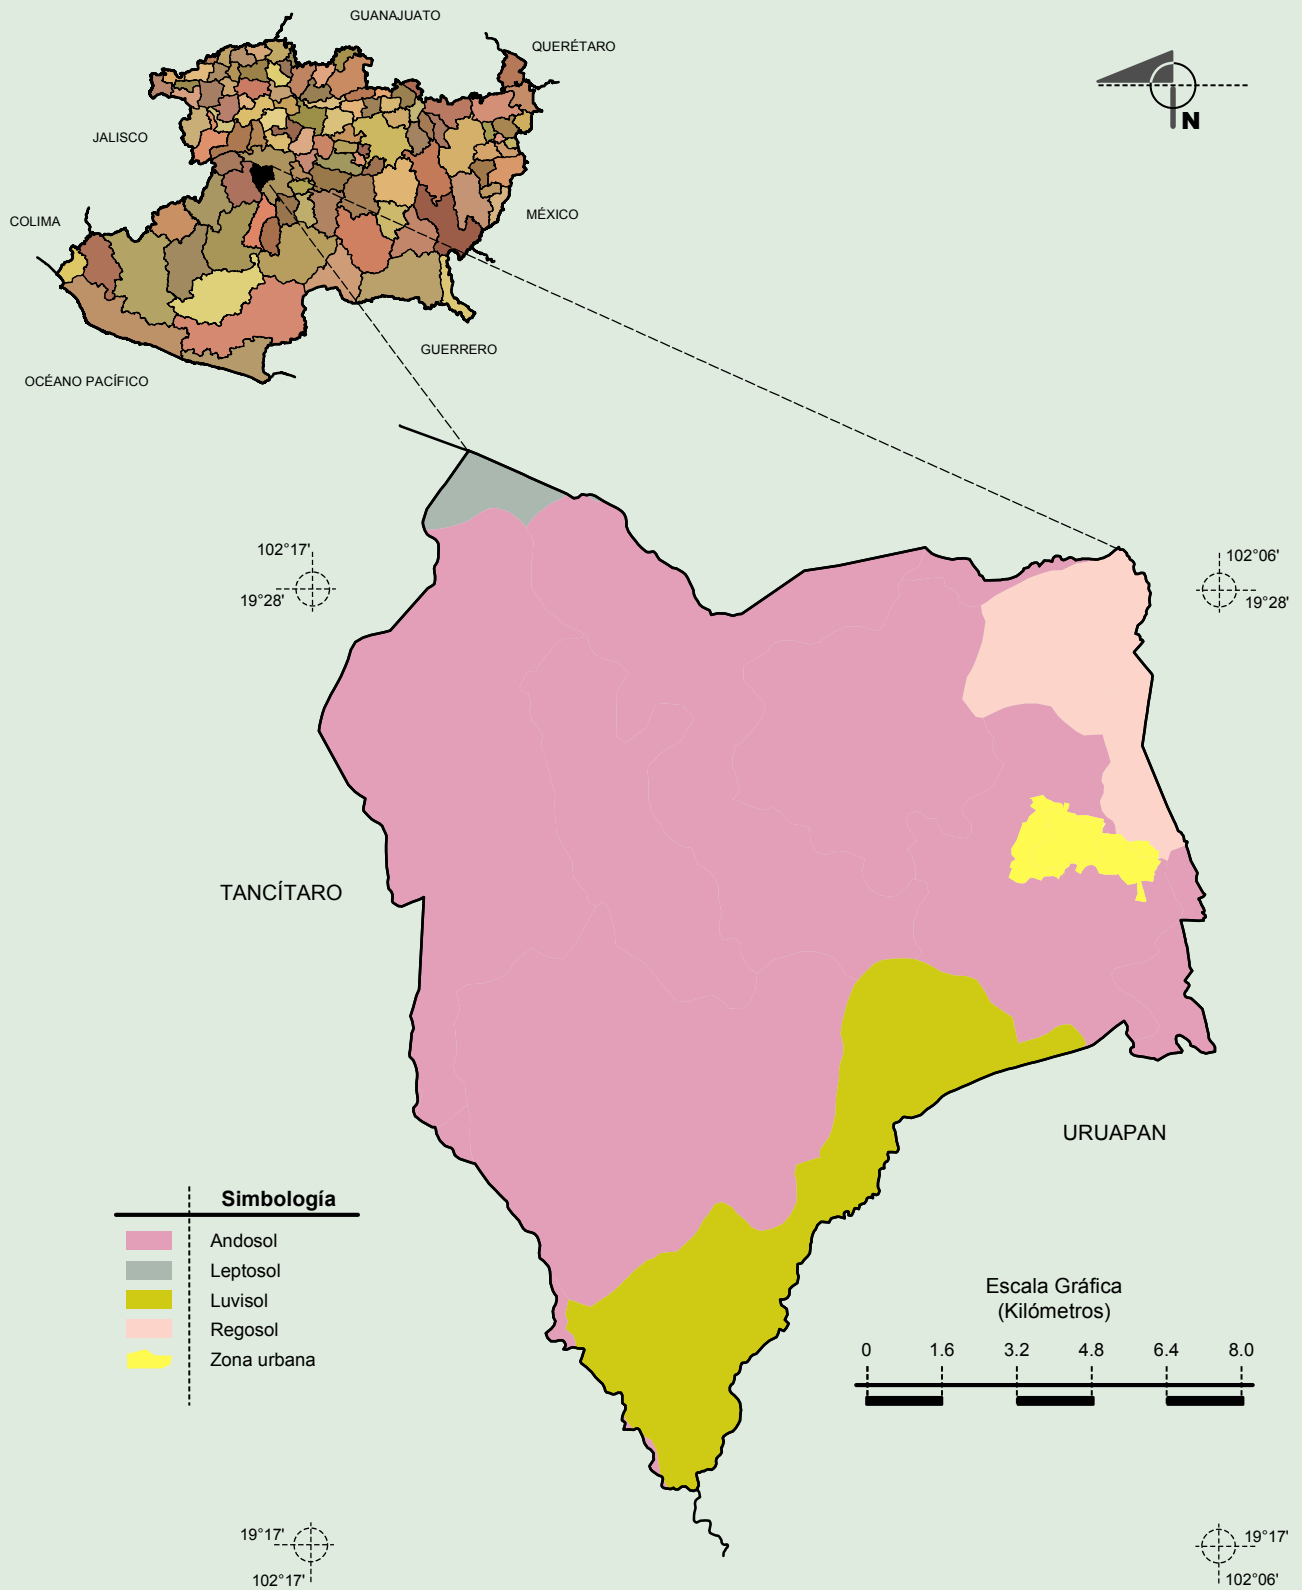 GUANAJUATO
QUERÉTARO
JALISCO
N
COLIMA
MÉXICO
GUERRERO
OCÉANO PACÍFICO
102°17'
19°28'
102°06'
19°28'
TANCÍTARO
URUAPAN
Simbología
Andosol
Leptosol
Luvisol
Regosol
Zona urbana
Escala Gráfica
(Kilómetros)
0 1.6 3.2 4.8 6.4 8.0
19°17'
102°17'
19°17'
102°06'